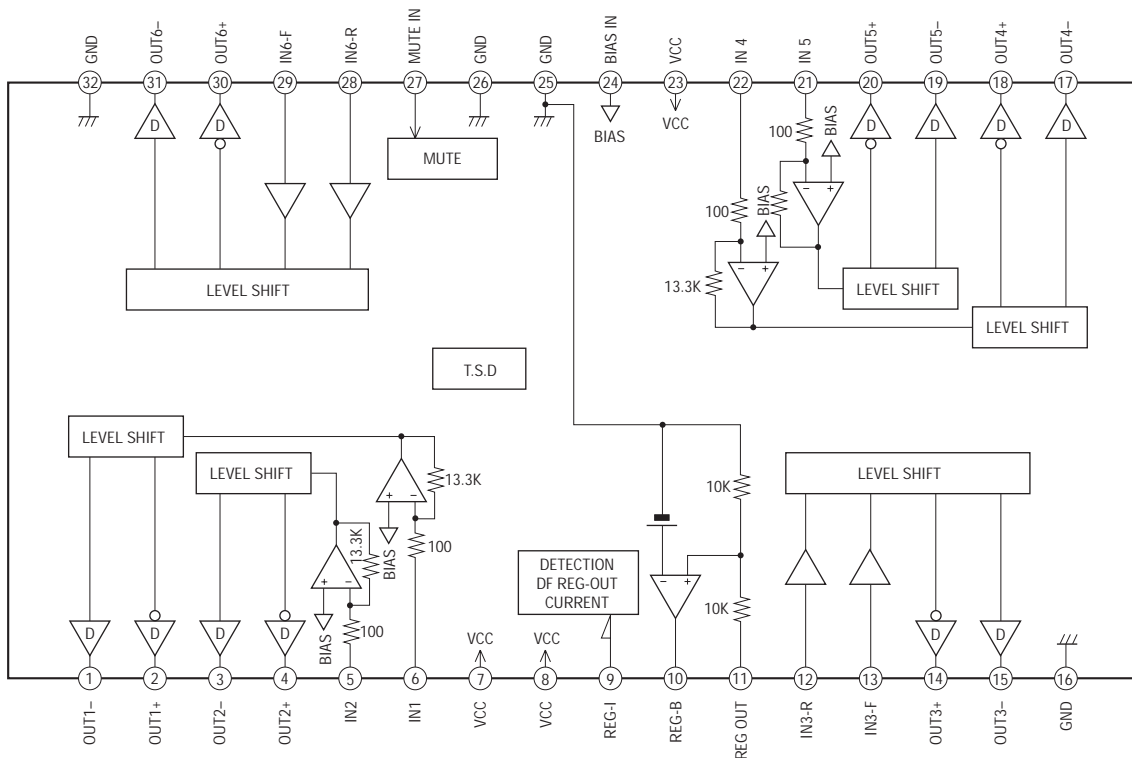 GND
OUT6−
OUT6+
IN6-F
IN6-R
MUTE IN
GND
GND
BIAS IN
VCC
IN 4
IN 5
OUT5+
OUT5−
OUT4+
OUT4−
32
31
30
29
28
27
26
25
24
23
22
21
20
19
18
17
D
D
MUTE
BIAS
VCC
100
BIAS
D
D
D
D
− +
100
BIAS
− +
13.3K
LEVEL SHIFT
LEVEL SHIFT
LEVEL SHIFT
T.S.D
LEVEL SHIFT
LEVEL SHIFT
13.3K
+ −
BIAS
100
13.3K
+ −
BIAS
100
10K
LEVEL SHIFT
DETECTION
DF REG-OUT
CURRENT
− +
10K
D
D
D
D
VCC
VCC
D
D
1
2
3
4
5
6
7
8
9
10
11
12
13
14
15
16
OUT1−
OUT1+
OUT2−
OUT2+
IN2
IN1
VCC
VCC
REG-I
REG-B
REG OUT
IN3-R
IN3-F
OUT3+
OUT3−
GND